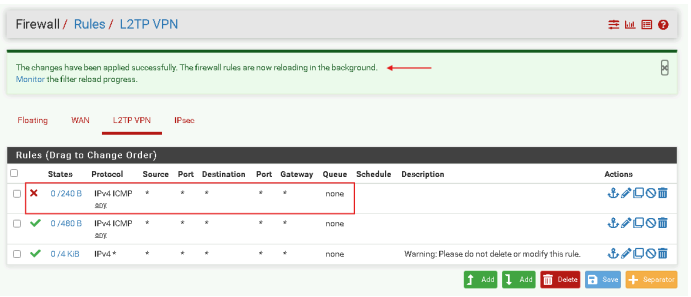 Firewall / Rules / L2TP VPN
The changes have been applied successfully. The firewall rules are now reloading in the background.
Monitor the filter reload progress.
Floating WAN L2TP VPN IPsec
Rules (Drag to Change Order)
States Protocol Source Port Destination Port Gateway Queue Schedule Description Actions
0 /240 B IPv4 ICMP * * * * * none
any
0 /480 B IPv4 ICMP * * * * * none
any
0 /4 KiB IPv4 * * * * * * none Warning: Please do not delete or modify this rule.
Add Add Delete Save Separator